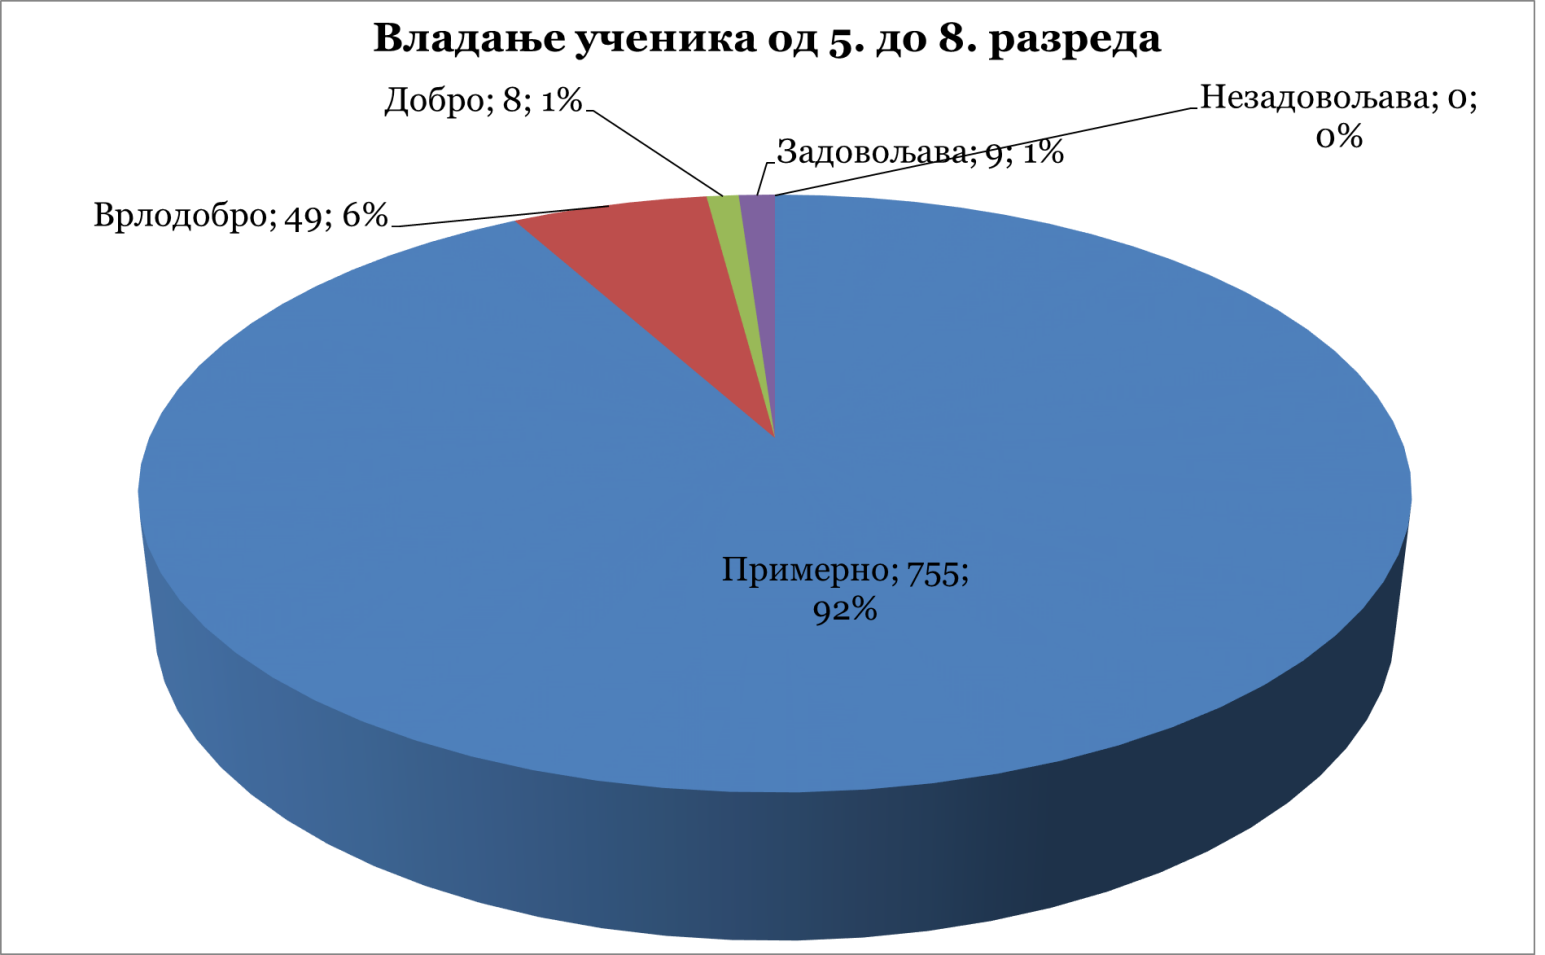 Владање ученика од 5. до 8. разреда
Добро; 8; 1%
Незадовољава; 0;
0%
Задовољава; 9; 1%
Врлодобро; 49; 6%
Примерно; 755;
92%